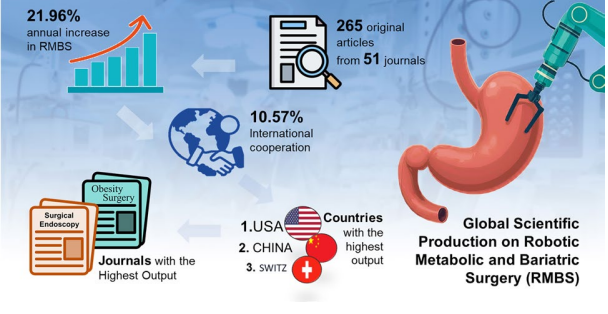 21.96%
annual increase
in RMBS
265 original
articles
from 51 journals
10.57%
International
cooperation
Obesity
Surgery
Surgical
Endoscopy
Journals with the
Highest Output
1.USA
2. CHINA
3. SWITZ
Countries
with the
highest
output
Global Scientific
Production on Robotic
Metabolic and Bariatric
Surgery (RMBS)